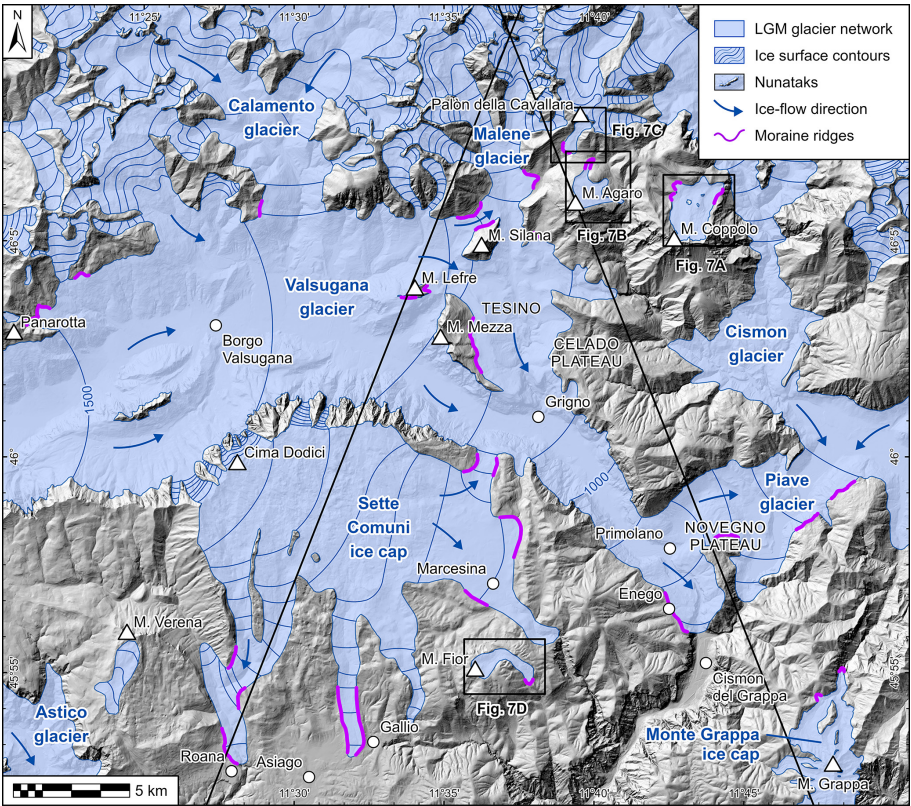 11°25'
11°30'
11°35'
11°40'
N
LGM glacier network
Ice surface contours
Nunataks
Ice-flow direction
Moraine ridges
Calamento
glacier
Palòn della Cavallara
Fig. 7C
Malene
glacier
M. Agaro
Fig. 7B
M. Coppolo
Fig. 7A
46°5'
46°5'
M. Silana
M. Lefre
Valsugana
glacier
TESINO
Panarotta
Borgo
Valsugana
M. Mezza
CELADO
PLATEAU
Cismon
glacier
1500
Grigno
46°
46°
Cima Dodici
1000
Piave
glacier
Sette
Comuni
ice cap
Primolano
NOVEGNO
PLATEAU
Marcesina
Enego
M. Verena
M. Fior
Fig. 7D
Cismon
del Grappa
45°55'
45°55'
Astico
glacier
Gallio
Monte Grappa
ice cap
Roana
Asiago
M. Grappa
5 km
11°30'
11°35'
11°40'
11°45'